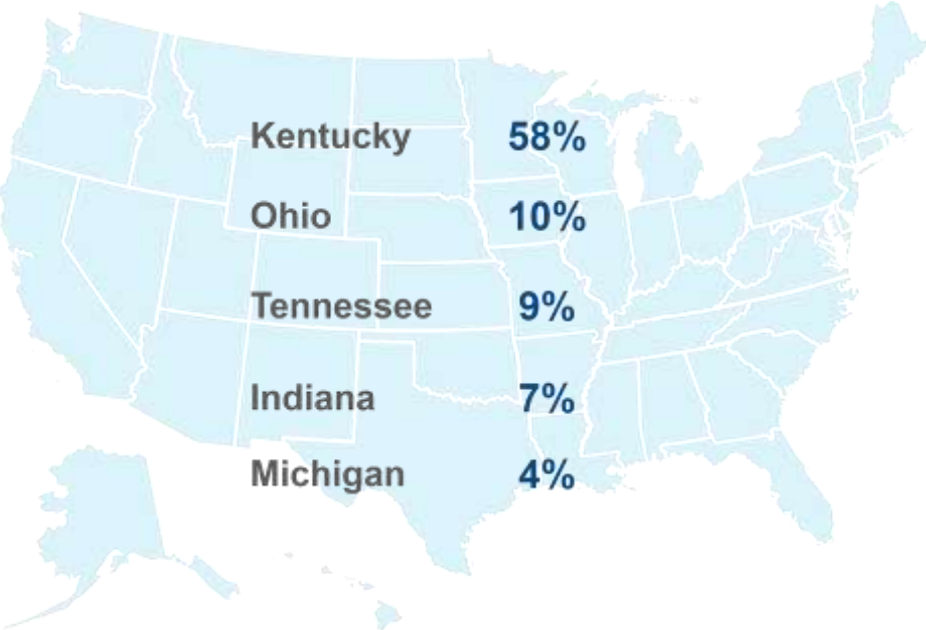 Kentucky 58%
Ohio 10%
Tennessee 9%
Indiana 7%
Michigan 4%